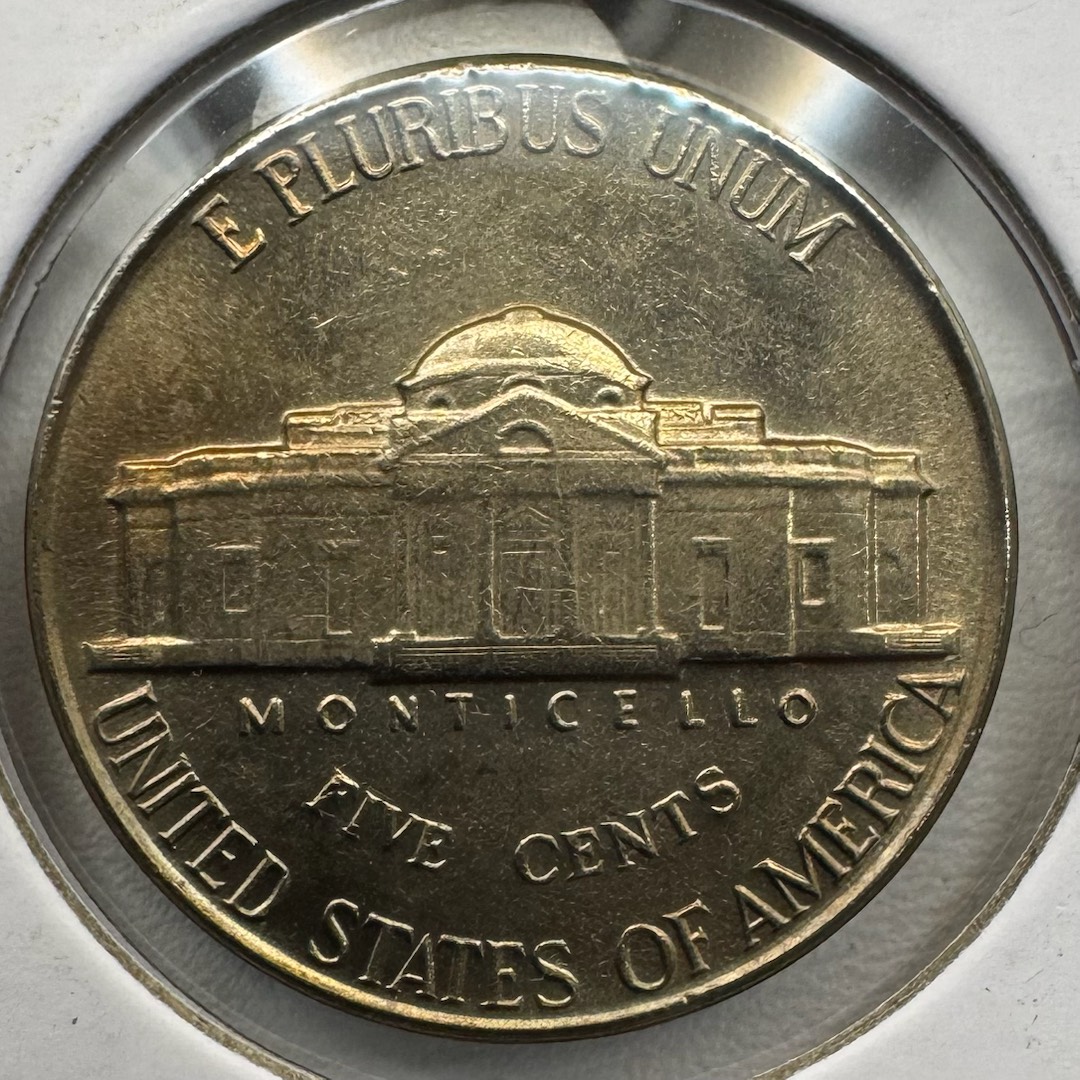 E PLURIBUS UNUM
MONTICELLO
FIVE CENTS
UNITED STATES OF AMERICA